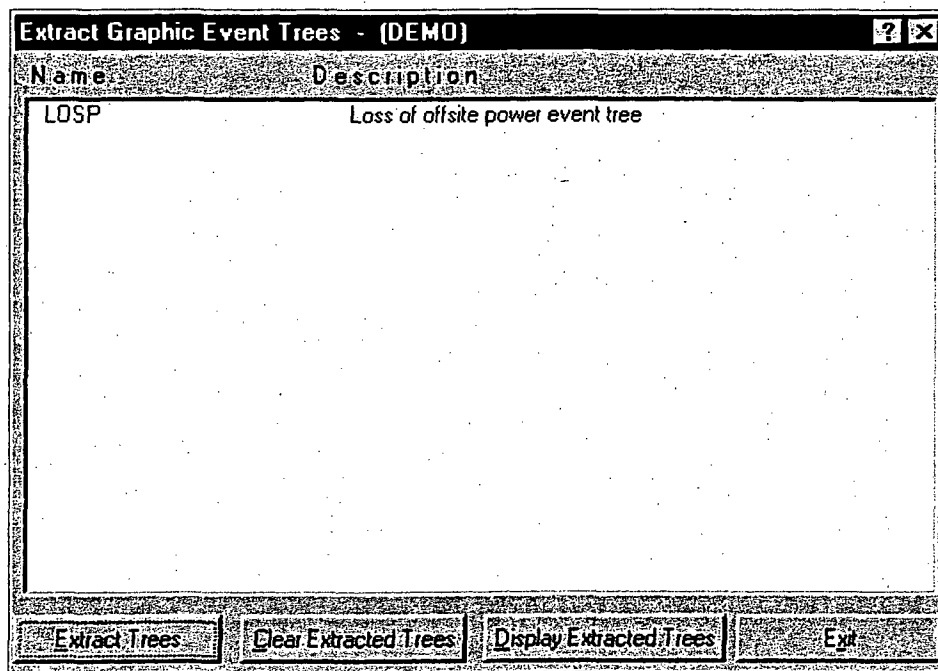 Extract Graphic Event Trees - (DEMO)
Name Description
LOSP Loss of offsite power event tree
Extract Trees Clear Extracted Trees Display Extracted Trees Exit